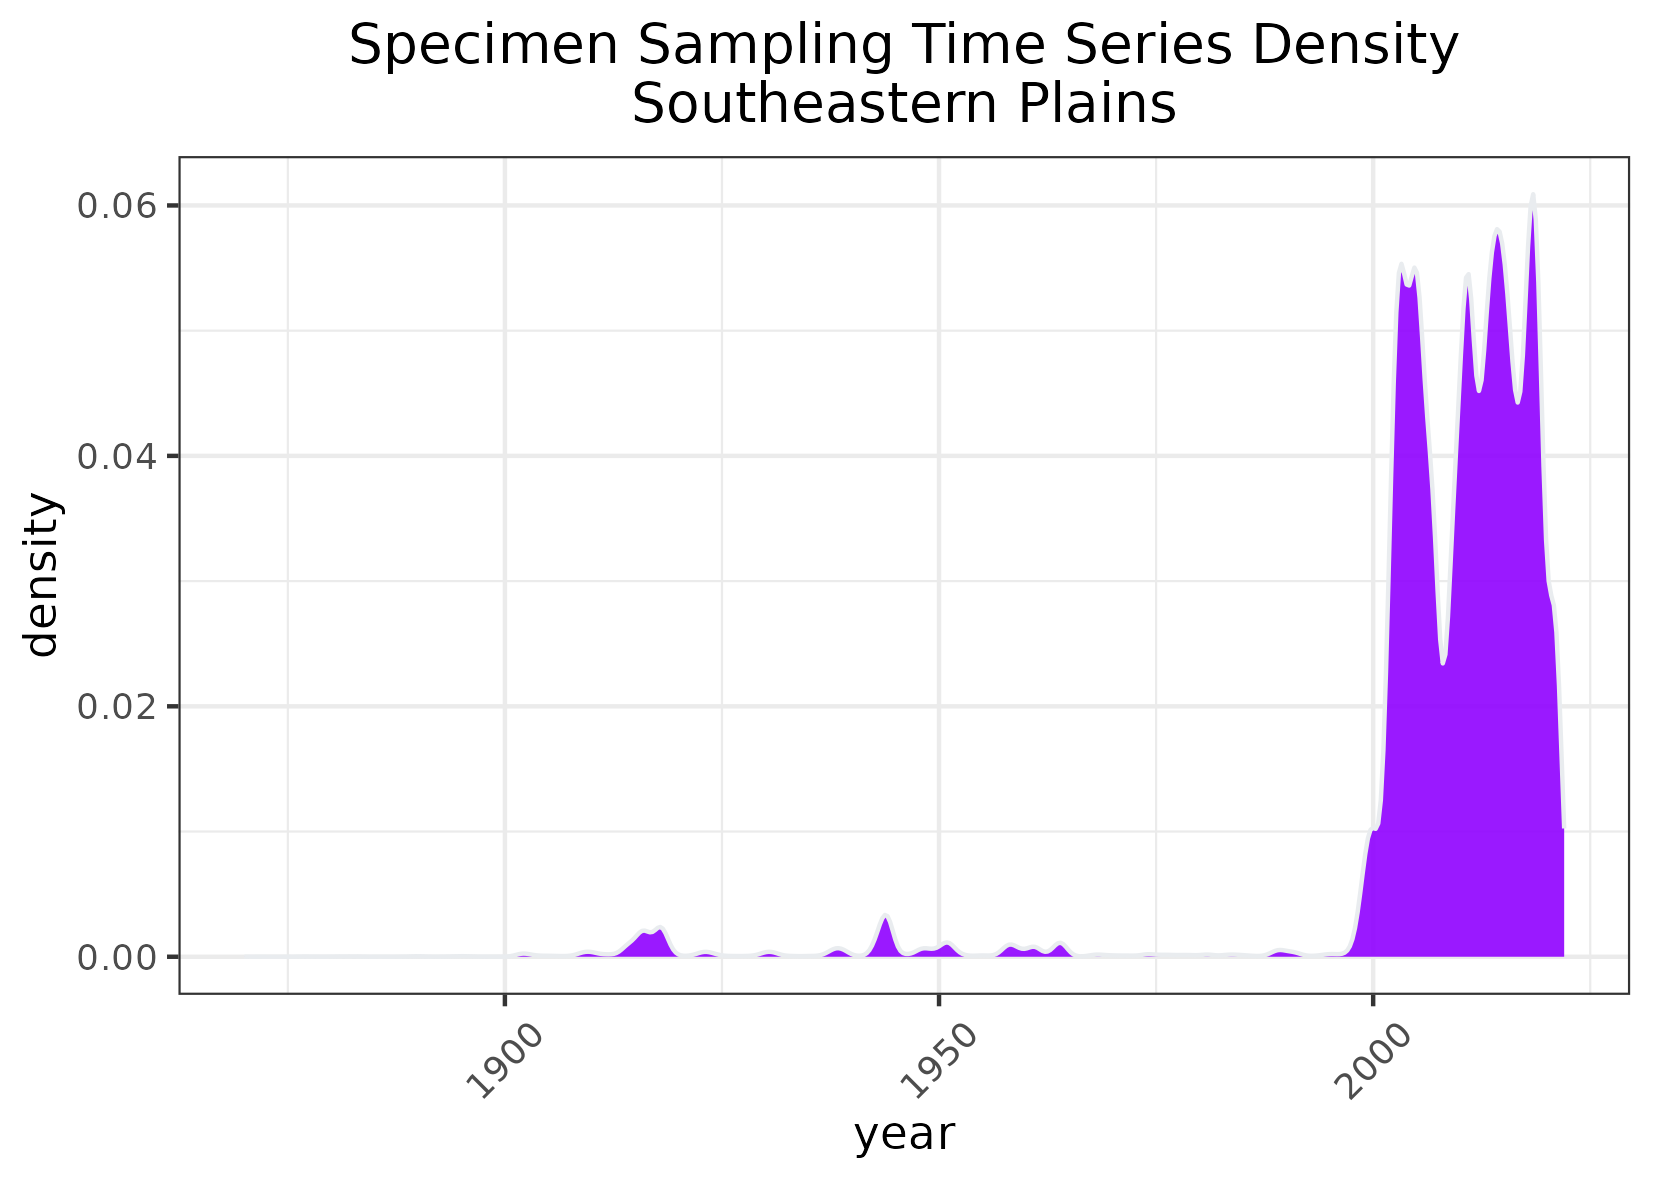 Specimen Sampling Time Series Density
Southeastern Plains
0.06
0.04
0.02
0.00
density
1900
1950
2000
year